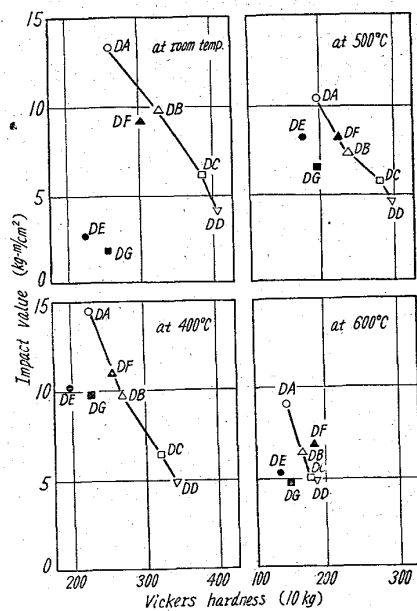 15
at room temp.
at 500°C
DA
DA
10
DB
DE
DF
DF
DB
DG
DC
DC
5
DD
DD
DE
DG
0
15
at 400°C
at 600°C
DA
DA
DF
10
DE
DG
DB
DF
DB
DC
DE
DC
5
DD
DG
DD
0
200
300
400
100
200
300
Impact value (kg-m/cm²)
Vickers hardness (10 kg)